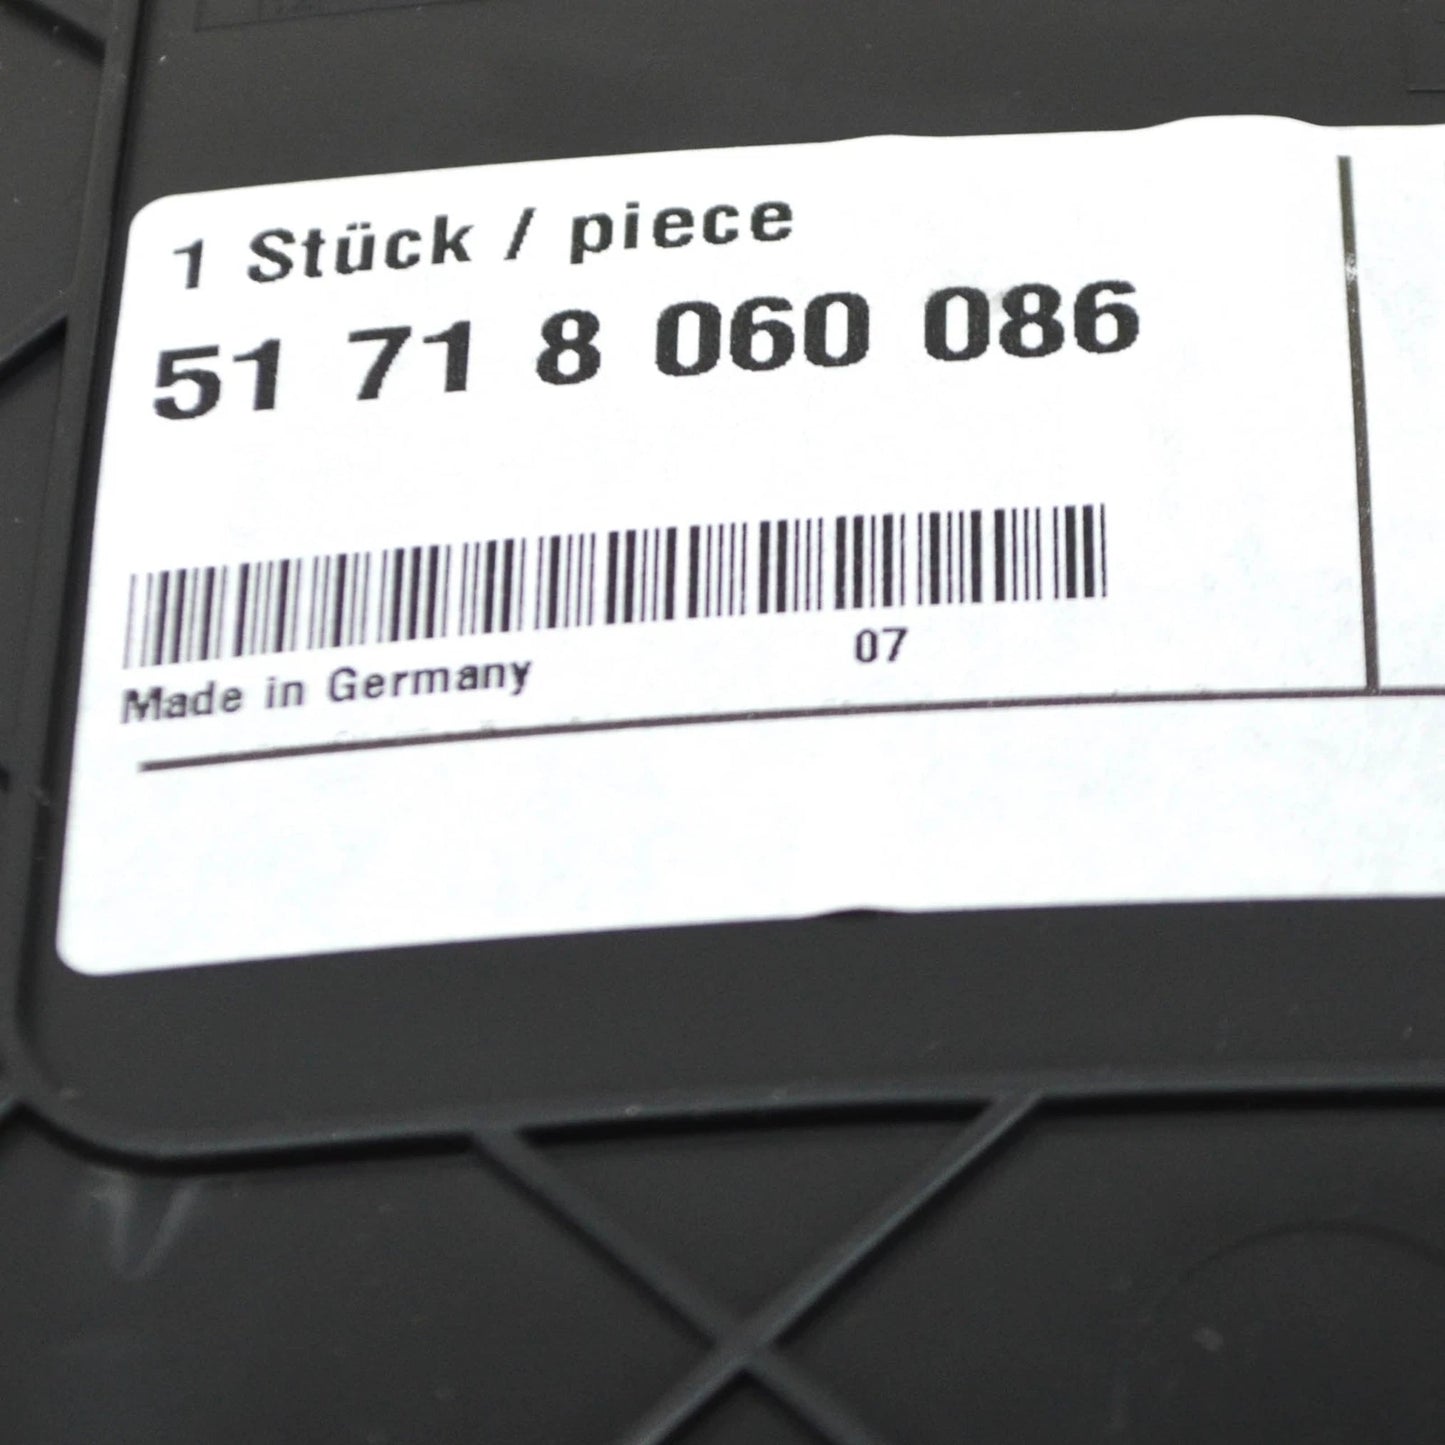 1 Stück / piece
51 71 8 060 086
07
Made in Germany